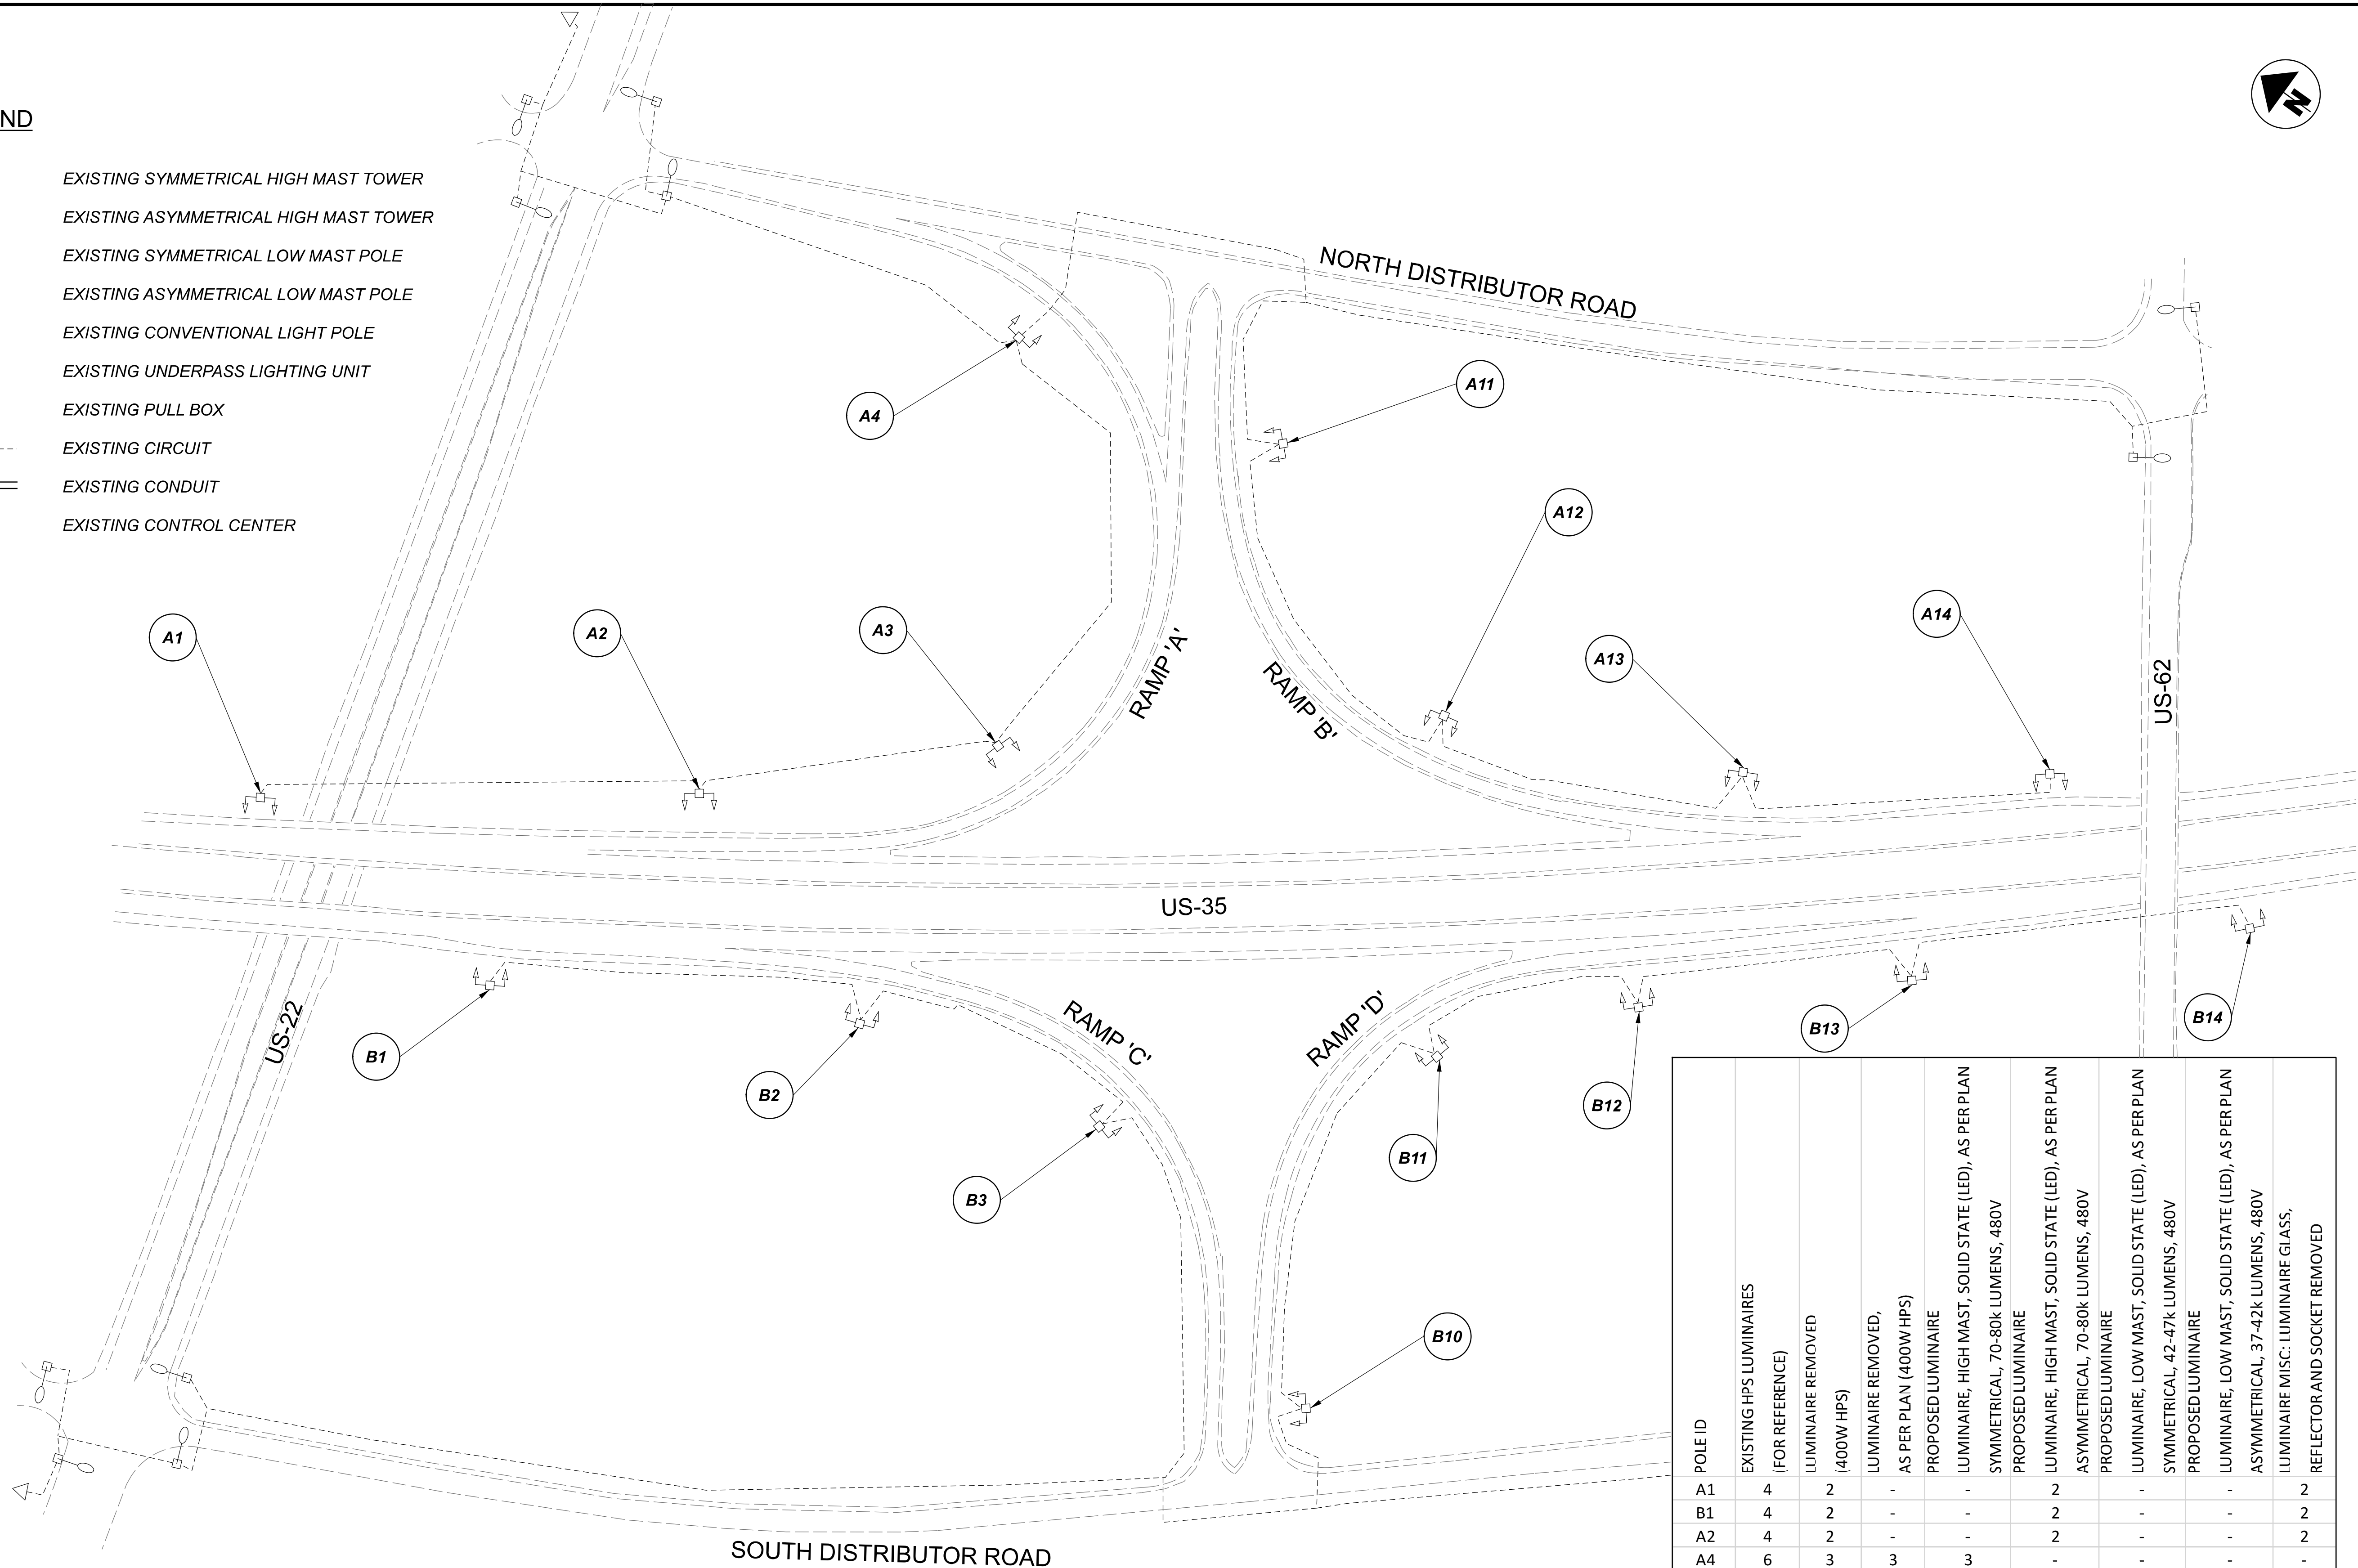 ND
EXISTING SYMMETRICAL HIGH MAST TOWER
EXISTING ASYMMETRICAL HIGH MAST TOWER
EXISTING SYMMETRICAL LOW MAST POLE
EXISTING ASYMMETRICAL LOW MAST POLE
EXISTING CONVENTIONAL LIGHT POLE
EXISTING UNDERPASS LIGHTING UNIT
EXISTING PULL BOX
EXISTING CIRCUIT
EXISTING CONDUIT
EXISTING CONTROL CENTER
N
NORTH DISTRIBUTOR ROAD
A4
A11
A12
A1
A2
A3
A13
A14
RAMP 'A'
RAMP 'B'
US-62
US-35
US-22
B1
B2
B3
RAMP 'C'
RAMP 'D'
B11
B12
B13
B14
B10
SOUTH DISTRIBUTOR ROAD
POLE ID
EXISTING HPS LUMINAIRES
(FOR REFERENCE)
LUMINAIRE REMOVED
(400W HPS)
LUMINAIRE REMOVED,
AS PER PLAN (400W HPS)
PROPOSED LUMINAIRE
LUMINAIRE, HIGH MAST, SOLID STATE (LED), AS PER PLAN
SYMMETRICAL, 70-80k LUMENS, 480V
PROPOSED LUMINAIRE
LUMINAIRE, HIGH MAST, SOLID STATE (LED), AS PER PLAN
ASYMMETRICAL, 70-80k LUMENS, 480V
PROPOSED LUMINAIRE
LUMINAIRE, LOW MAST, SOLID STATE (LED), AS PER PLAN
SYMMETRICAL, 42-47k LUMENS, 480V
PROPOSED LUMINAIRE
LUMINAIRE, LOW MAST, SOLID STATE (LED), AS PER PLAN
ASYMMETRICAL, 37-42k LUMENS, 480V
LUMINAIRE MISC: LUMINAIRE GLASS,
REFLECTOR AND SOCKET REMOVED
A1 4 2 - - 2 - - 2
B1 4 2 - - 2 - - 2
A2 4 2 - - 2 - - 2
A4 6 3 3 3 - - - -